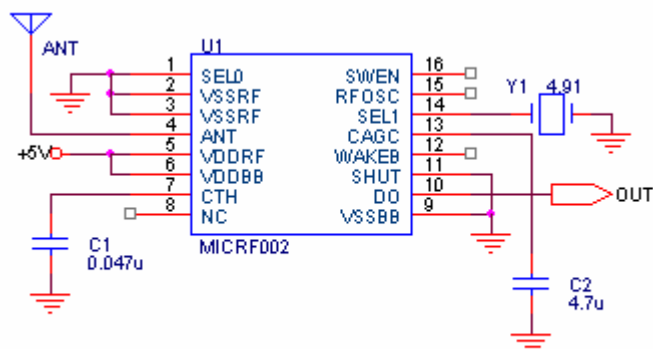 ANT
U1
1 SEL0 SWEN 16
2 VSSRF RFOSC 15
3 VSSRF SEL1 14
4 ANT CAGC 13
5 VDDRF WAKEB 12
6 VDDBB SHUT 11
7 CTH DO 10
8 NC VSSBB 9
MICRF002
+5V
Y1 4.91
OUT
C1
0.047u
C2
4.7u